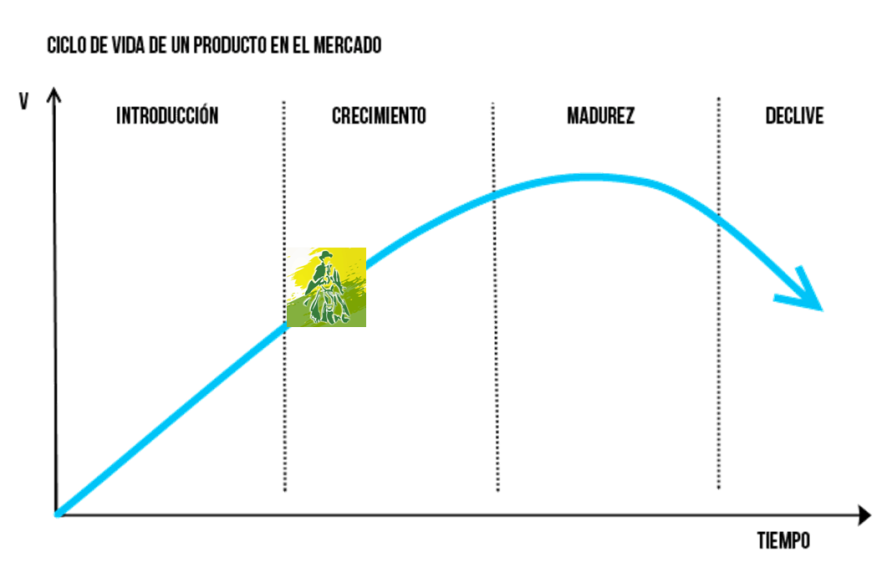 CICLO DE VIDA DE UN PRODUCTO EN EL MERCADO
V
INTRODUCCIÓN CRECIMIENTO MADUREZ DECLIVE
TIEMPO